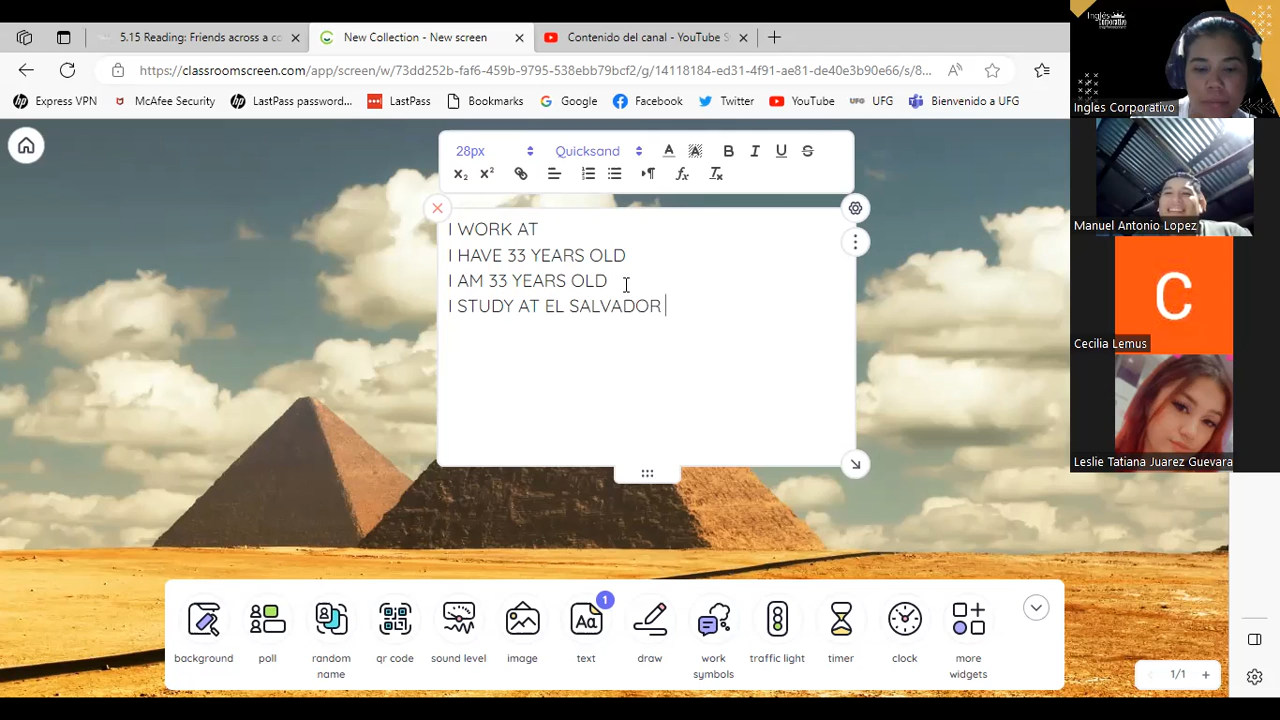 5.15 Reading: Friends across a co
New Collection - New screen
Contenido del canal - YouTube S
https://classroomscreen.com/app/screen/w/73dd252b-faf6-459b-9795-538ebb79bcf2/g/14118184-ed31-4f91-ae81-de40e3b90e66/s/8...
Express VPN
McAfee Security
LastPass password...
LastPass
Bookmarks
Google
Facebook
Twitter
YouTube
UFG
Bienvenido a UFG
28px
Quicksand
I WORK AT
I HAVE 33 YEARS OLD
I AM 33 YEARS OLD
I STUDY AT EL SALVADOR
background
poll
random name
qr code
sound level
image
1
text
draw
work symbols
traffic light
timer
clock
more widgets
1/1
Inglés Corporativo
Ingles Corporativo
Manuel Antonio Lopez
C
Cecilia Lemus
Leslie Tatiana Juarez Guevara